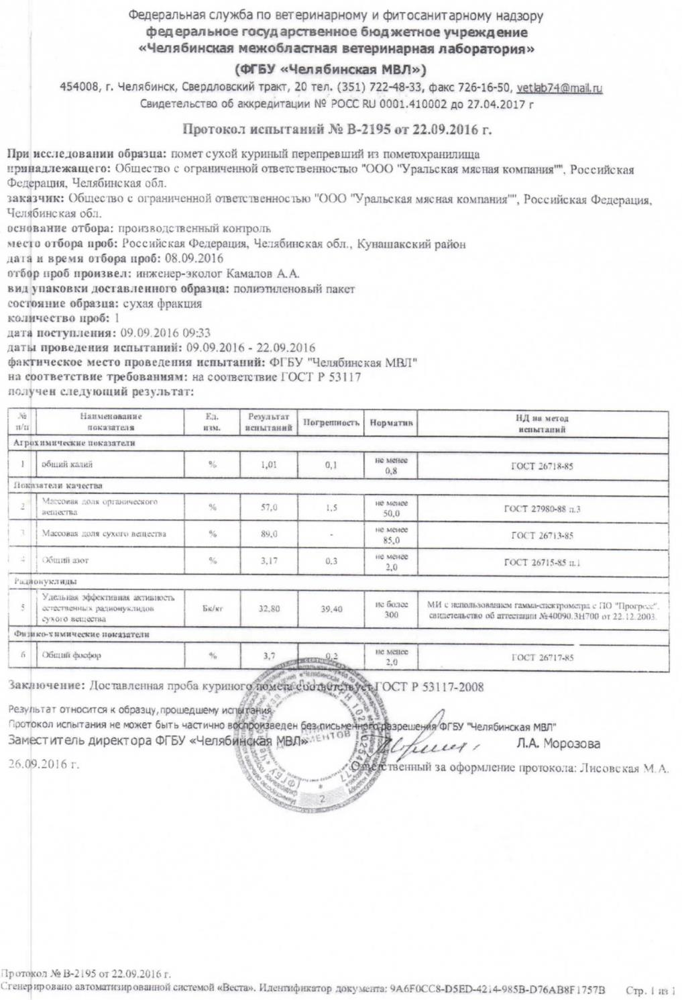 Федеральная служба по ветеринарному и фитосанитарному надзору
федеральное государственное бюджетное учреждение
«Челябинская межобластная ветеринарная лаборатория»
(ФГБУ «Челябинская МВЛ»)
454008, г. Челябинск, Свердловский тракт, 20 тел. (351) 722-48-33, факс 726-16-50, vetlab74@mail.ru
Свидетельство об аккредитации № РОСС RU 0001.410002 до 27.04.2017 г
Протокол испытаний № В-2195 от 22.09.2016 г.
При исследовании образца: помет сухой куриный перепревший из пометохранилища
принадлежащего: Общество с ограниченной ответственностью "ООО "Уральская мясная компания"", Российская
Федерация, Челябинская обл.
заказчик: Общество с ограниченной ответственностью "ООО "Уральская мясная компания"", Российская Федерация,
Челябинская обл.
основание отбора: производственный контроль
место отбора проб: Российская Федерация, Челябинская обл., Кунашакский район
дата и время отбора проб: 08.09.2016
отбор проб произвел: инженер-эколог Камалов А.А.
вид упаковки доставленного образца: полиэтиленовый пакет
состояние образца: сухая фракция
количество проб: 1
дата поступления: 09.09.2016 09:33
даты проведения испытаний: 09.09.2016 - 22.09.2016
фактическое место проведения испытаний: ФГБУ "Челябинская МВЛ"
на соответствие требованиям: на соответствие ГОСТ Р 53117
получен следующий результат:
№ п/п Наименование показателя Ед. изм. Результат испытаний Погрешность Норматив НД на метод испытаний
Агрохимические показатели
1 общий калий % 1,01 0,1 не менее 0,8 ГОСТ 26718-85
Показатели качества
2 Массовая доля органического вещества % 57,0 1,5 не менее 50,0 ГОСТ 27980-88 п.3
3 Массовая доля сухого вещества % 89,0 - не менее 85,0 ГОСТ 26713-85
4 Общий азот % 3,17 0,3 не менее 2,0 ГОСТ 26715-85 п.1
Радионуклиды
5 Удельная эффективная активность естественных радионуклидов сухого вещества Бк/кг 32,80 39,40 не более 300 МИ с использованием гамма-спектрометра с ПО "Прогресс". свидетельство об аттестации №40090.3Н700 от 22.12.2003.
Физико-химические показатели
6 Общий фосфор % 3,7 0,2 не менее 2,0 ГОСТ 26717-85
Заключение: Доставленная проба куриного помета соответствует ГОСТ Р 53117-2008
Результат относится к образцу, прошедшему испытания.
Протокол испытания не может быть частично воспроизведен без письменного разрешения ФГБУ "Челябинская МВЛ"
Заместитель директора ФГБУ «Челябинская МВЛ» Л.А. Морозова
26.09.2016 г. Ответственный за оформление протокола: Лисовская М.А.
2
Протокол № В-2195 от 22.09.2016 г.
Сгенерировано автоматизированной системой «Веста». Идентификатор документа: 9A6F0CC8-D5ED-4214-985B-D76AB8F1757B Стр. 1 из 1